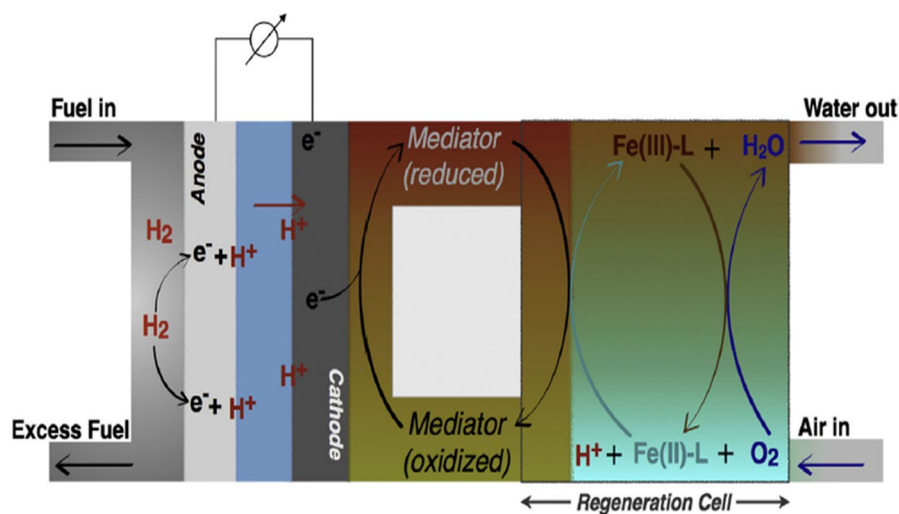 Fuel in
Water out
Anode
e⁻
Mediator
(reduced)
Fe(III)-L + H₂O
H₂
e⁻+ H⁺
H⁺
e⁻
H₂
H⁺
e⁻+ H⁺
Cathode
Excess Fuel
Mediator
(oxidized)
H⁺ + Fe(II)-L + O₂
Air in
Regeneration Cell